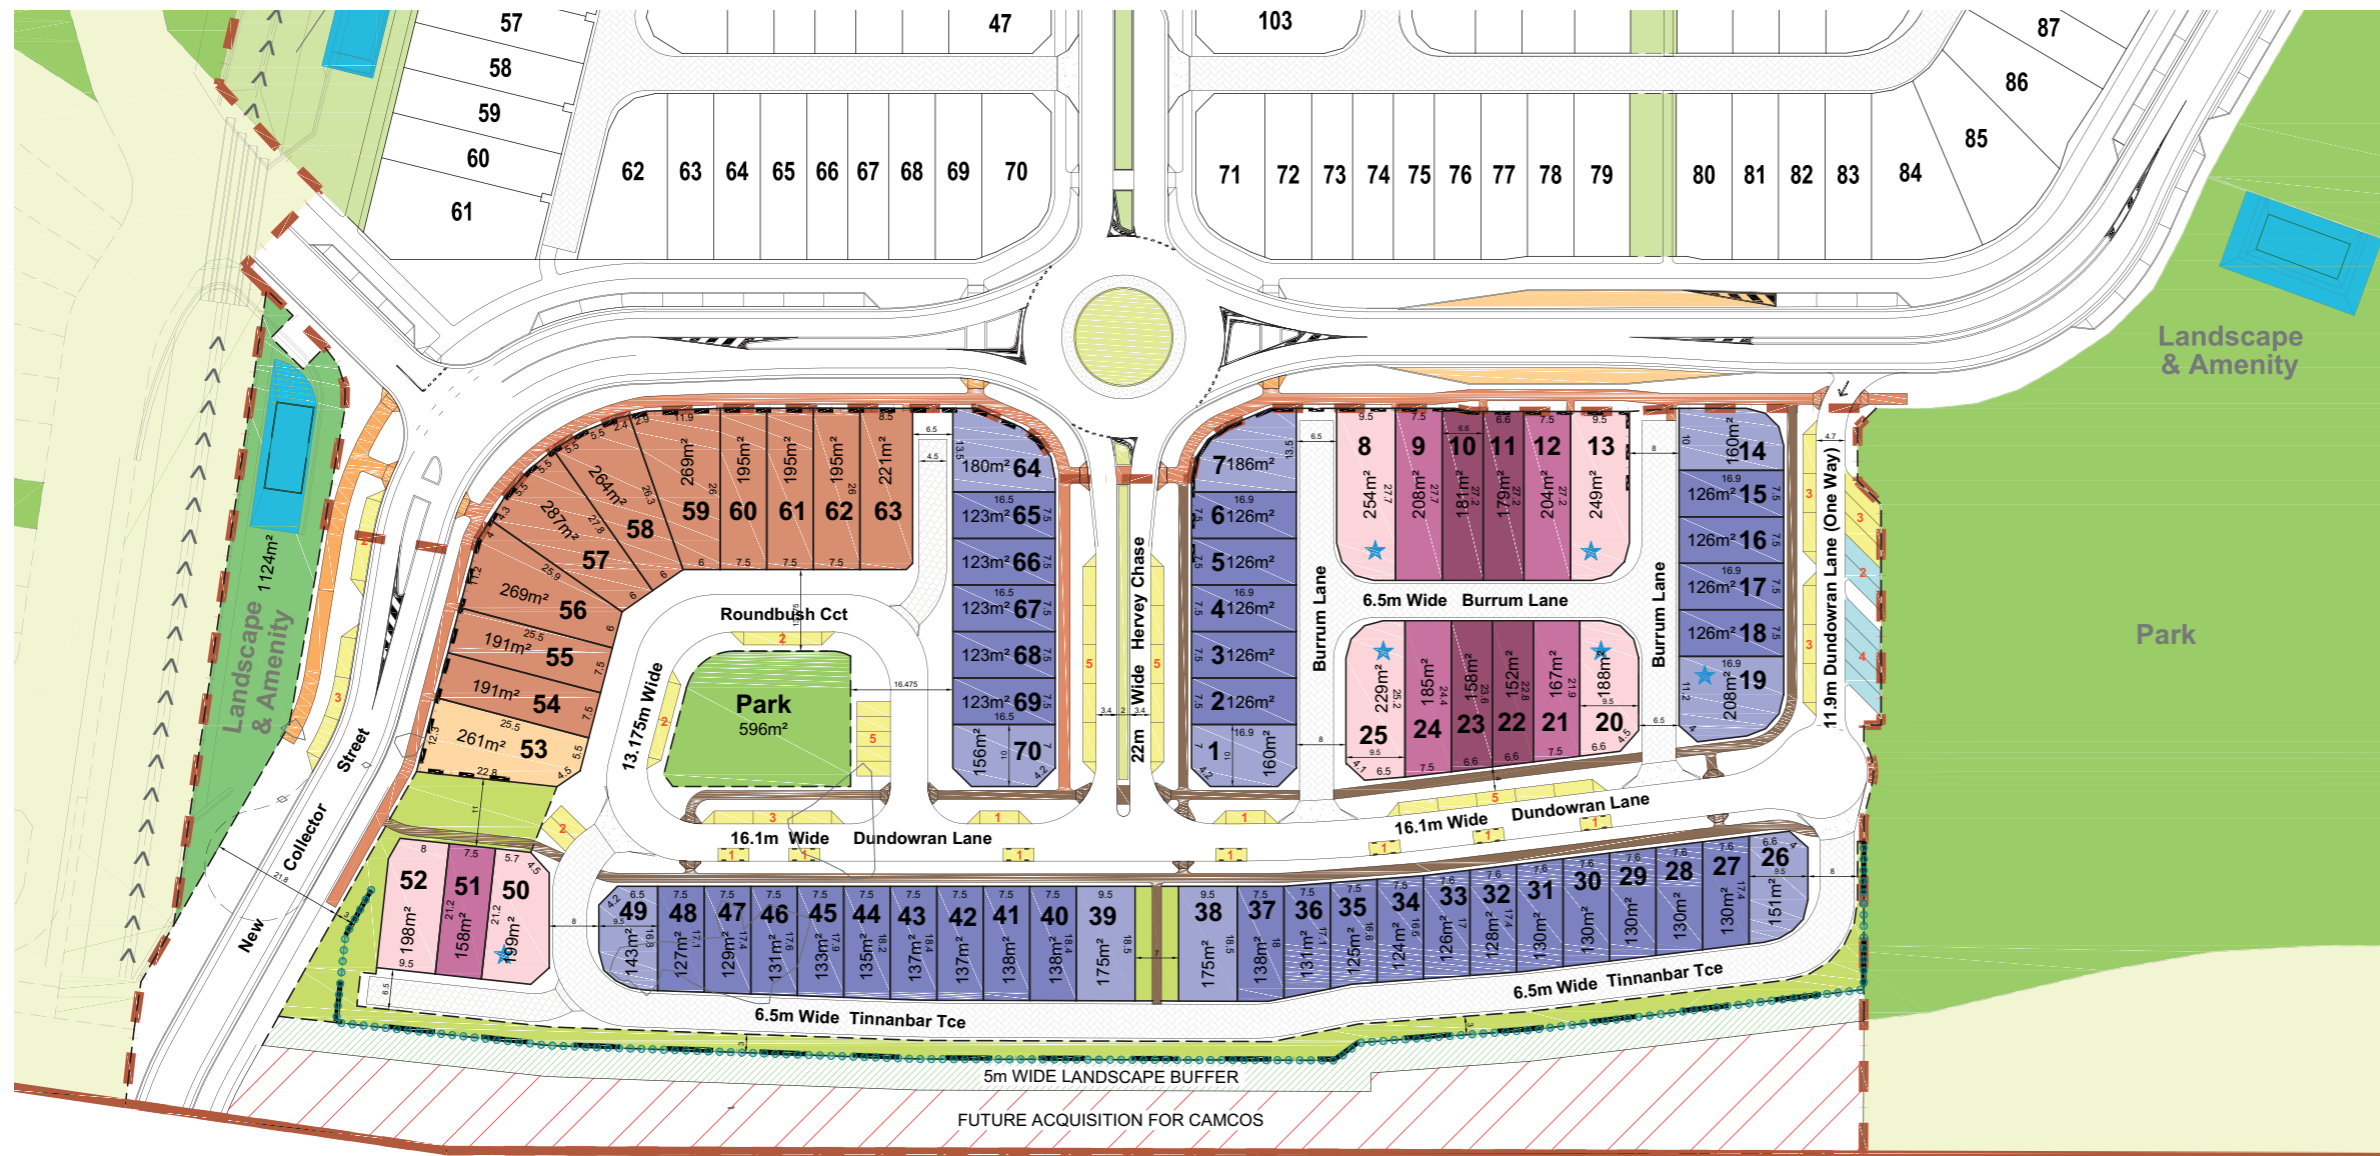 57
58
59
60
61
47
103
87
86
85
62
63
64
65
66
67
68
69
70
71
72
73
74
75
76
77
78
79
80
81
82
83
84
Landscape
& Amenity
Park
Landscape
& Amenity
1124m²
New Collector Street
21.8
269m²
59
195m²
60
195m²
61
195m²
62
221m²
63
264m²
58
287m²
57
269m²
56
191m²
55
191m²
54
261m²
53
Roundbush Cct
13.175m Wide
Park
596m²
16.475
180m² 64
123m² 65
123m² 66
123m² 67
123m² 68
123m² 69
156m² 70
22m Wide Hervey Chase
3.4 2 3.4
7 186m²
6 126m²
5 126m²
4 126m²
3 126m²
2 126m²
1 160m²
Burrum Lane
8
254m²
9
208m²
10
181m²
11
179m²
12
204m²
13
249m²
6.5m Wide Burrum Lane
229m²
25
185m²
24
158m²
23
152m²
22
167m²
21
188m²
20
Burrum Lane
160m² 14
126m² 15
126m² 16
126m² 17
126m² 18
208m² 19
11.9m Dundowran Lane (One Way)
4.7
16.1m Wide Dundowran Lane
16.1m Wide Dundowran Lane
52
198m²
51
158m²
50
199m²
49
143m²
48
127m²
47
129m²
46
131m²
45
133m²
44
135m²
43
137m²
42
137m²
41
138m²
40
138m²
39
175m²
38
175m²
37
138m²
36
131m²
35
125m²
34
124m²
33
126m²
32
128m²
31
130m²
30
130m²
29
130m²
28
130m²
27
130m²
26
151m²
6.5m Wide Tinnanbar Tce
6.5m Wide Tinnanbar Tce
5m WIDE LANDSCAPE BUFFER
FUTURE ACQUISITION FOR CAMCOS